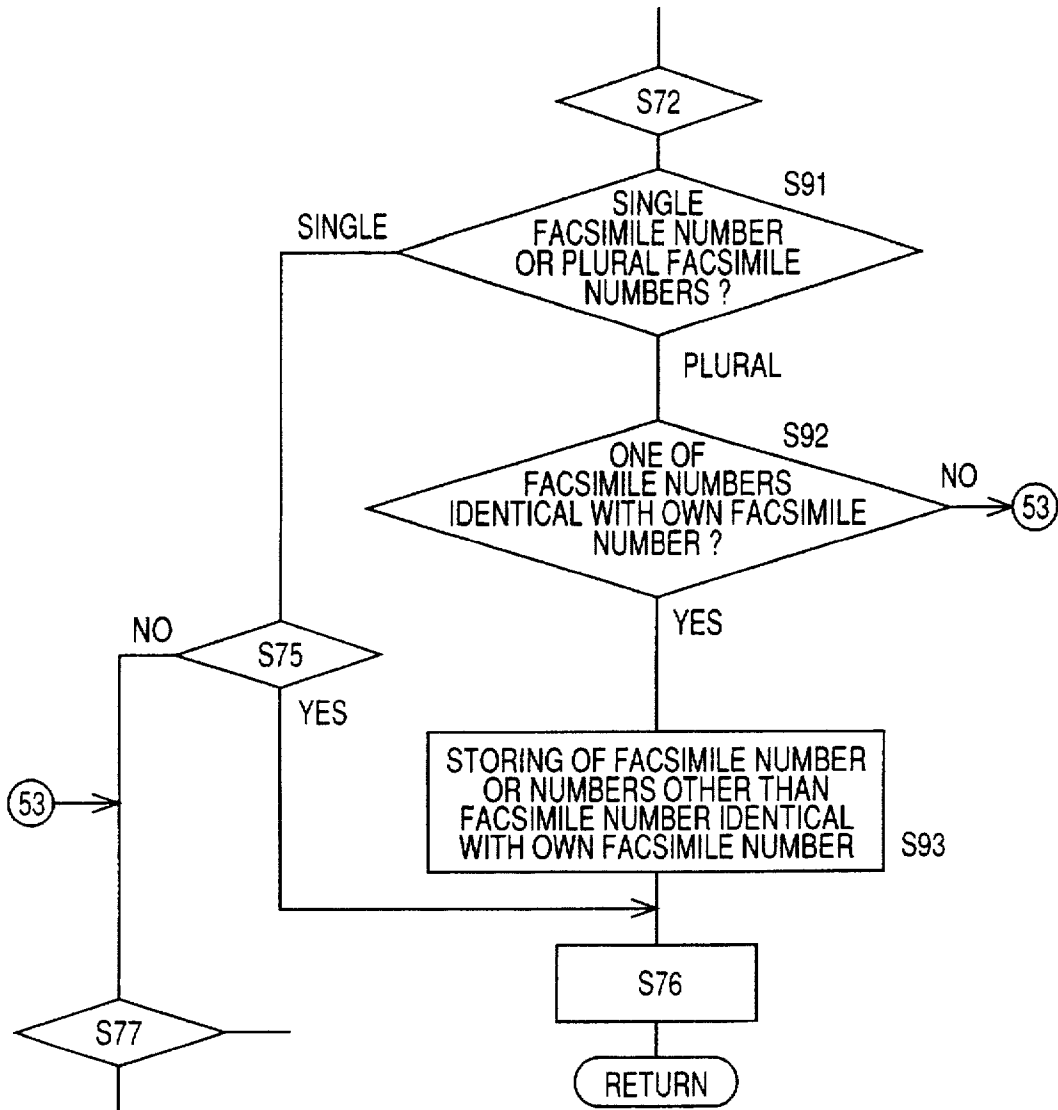 S72
S91
SINGLE
FACSIMILE NUMBER
OR PLURAL FACSIMILE
NUMBERS ?
SINGLE
PLURAL
S92
ONE OF
FACSIMILE NUMBERS
IDENTICAL WITH OWN FACSIMILE
NUMBER ?
NO
53
YES
NO
S75
YES
STORING OF FACSIMILE NUMBER
OR NUMBERS OTHER THAN
FACSIMILE NUMBER IDENTICAL
WITH OWN FACSIMILE NUMBER
S93
53
S76
S77
RETURN